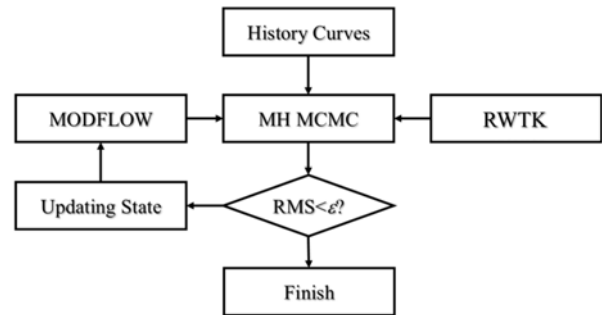 History Curves
MODFLOW
MH MCMC
RWTK
Updating State
RMS<ε?
Finish